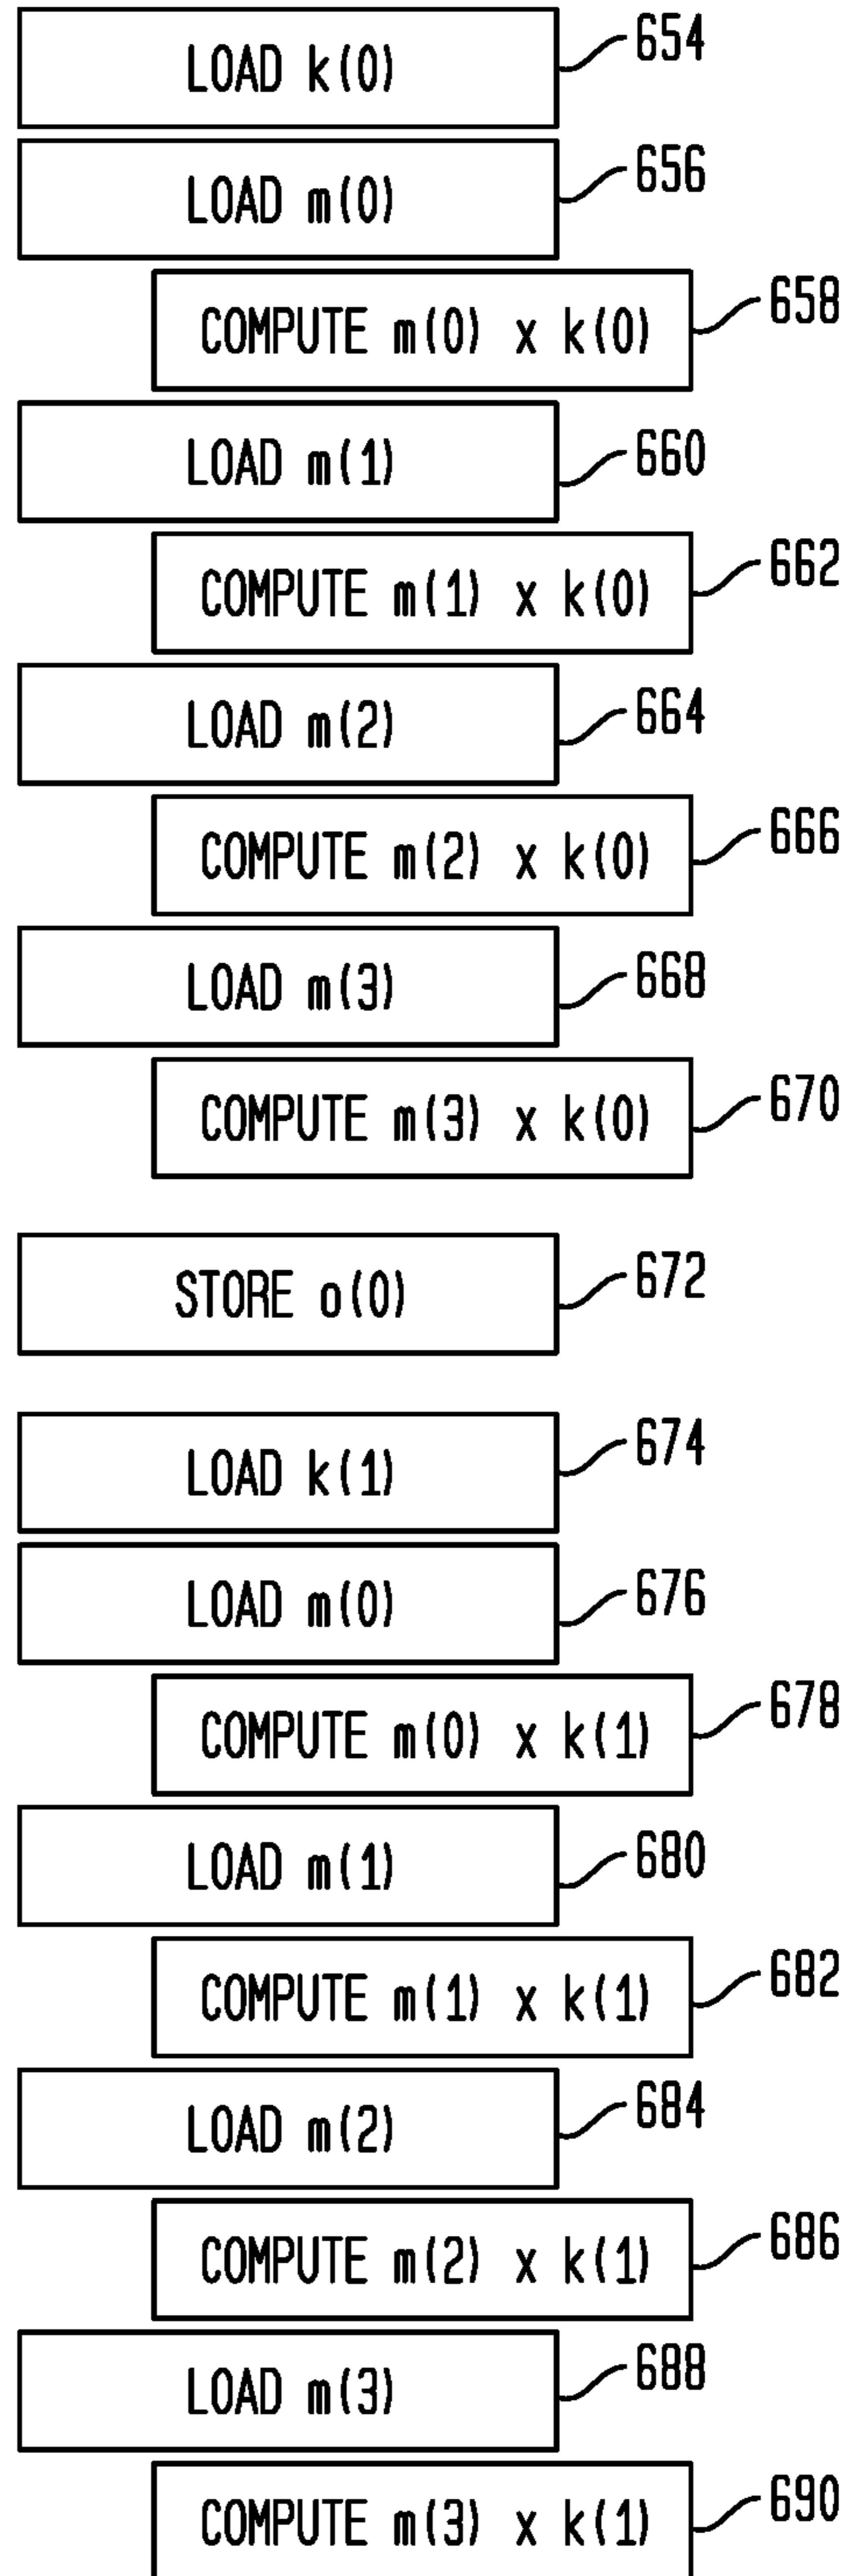 LOAD k(0) 654
LOAD m(0) 656
COMPUTE m(0) x k(0) 658
LOAD m(1) 660
COMPUTE m(1) x k(0) 662
LOAD m(2) 664
COMPUTE m(2) x k(0) 666
LOAD m(3) 668
COMPUTE m(3) x k(0) 670
STORE o(0) 672
LOAD k(1) 674
LOAD m(0) 676
COMPUTE m(0) x k(1) 678
LOAD m(1) 680
COMPUTE m(1) x k(1) 682
LOAD m(2) 684
COMPUTE m(2) x k(1) 686
LOAD m(3) 688
COMPUTE m(3) x k(1) 690